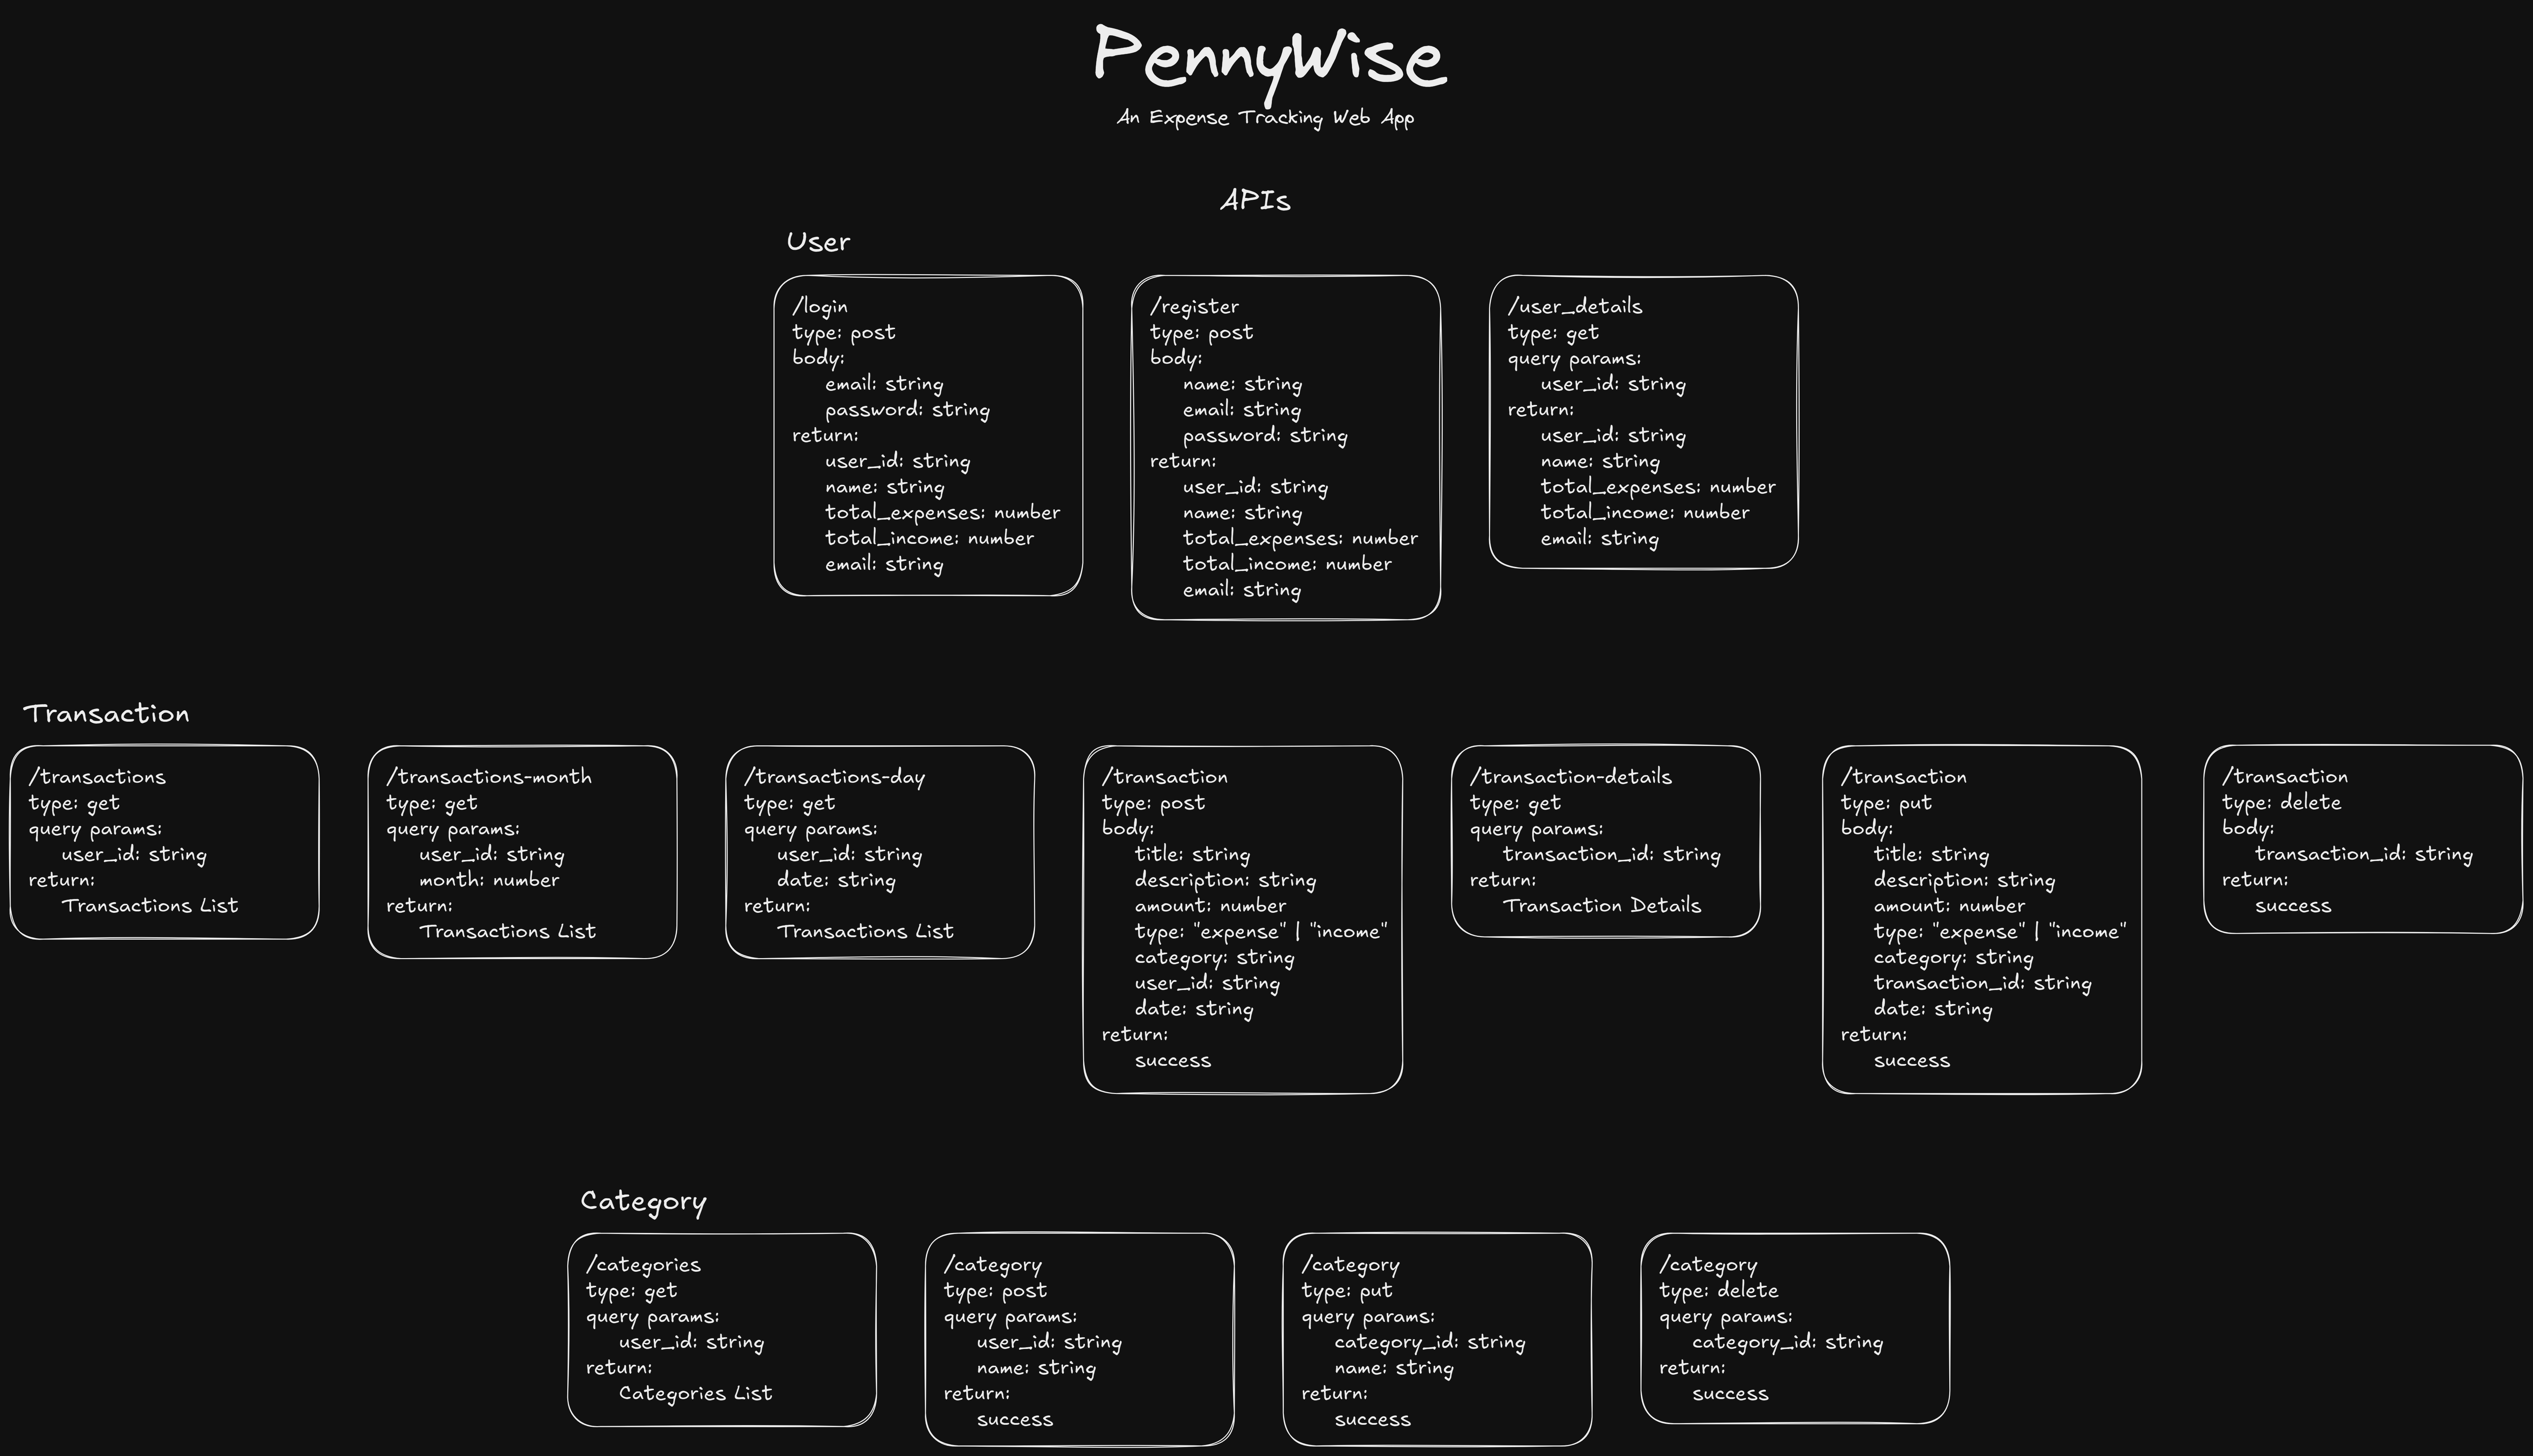 PennyWise
An Expense Tracking Web App
APIs
User
/login
type: post
body:
email: string
password: string
return:
user_id: string
name: string
total_expenses: number
total_income: number
email: string
/register
type: post
body:
name: string
email: string
password: string
return:
user_id: string
name: string
total_expenses: number
total_income: number
email: string
/user_details
type: get
query params:
user_id: string
return:
user_id: string
name: string
total_expenses: number
total_income: number
email: string
Transaction
/transactions
type: get
query params:
user_id: string
return:
Transactions List
/transactions-month
type: get
query params:
user_id: string
month: number
return:
Transactions List
/transactions-day
type: get
query params:
user_id: string
date: string
return:
Transactions List
/transaction
type: post
body:
title: string
description: string
amount: number
type: "expense" | "income"
category: string
user_id: string
date: string
return:
success
/transaction-details
type: get
query params:
transaction_id: string
return:
Transaction Details
/transaction
type: put
body:
title: string
description: string
amount: number
type: "expense" | "income"
category: string
transaction_id: string
date: string
return:
success
/transaction
type: delete
body:
transaction_id: string
return:
success
Category
/categories
type: get
query params:
user_id: string
return:
Categories List
/category
type: post
query params:
user_id: string
name: string
return:
success
/category
type: put
query params:
category_id: string
name: string
return:
success
/category
type: delete
query params:
category_id: string
return:
success